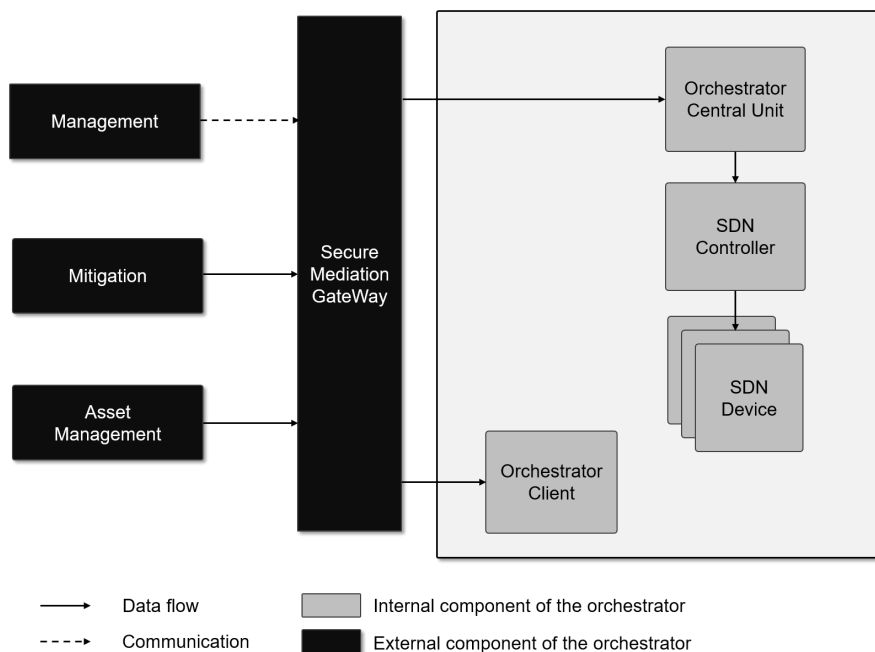 Management
Mitigation
Asset
Management
Secure
Mediation
GateWay
Orchestrator
Central Unit
SDN
Controller
SDN
Device
Orchestrator
Client
Data flow
Internal component of the orchestrator
Communication
External component of the orchestrator